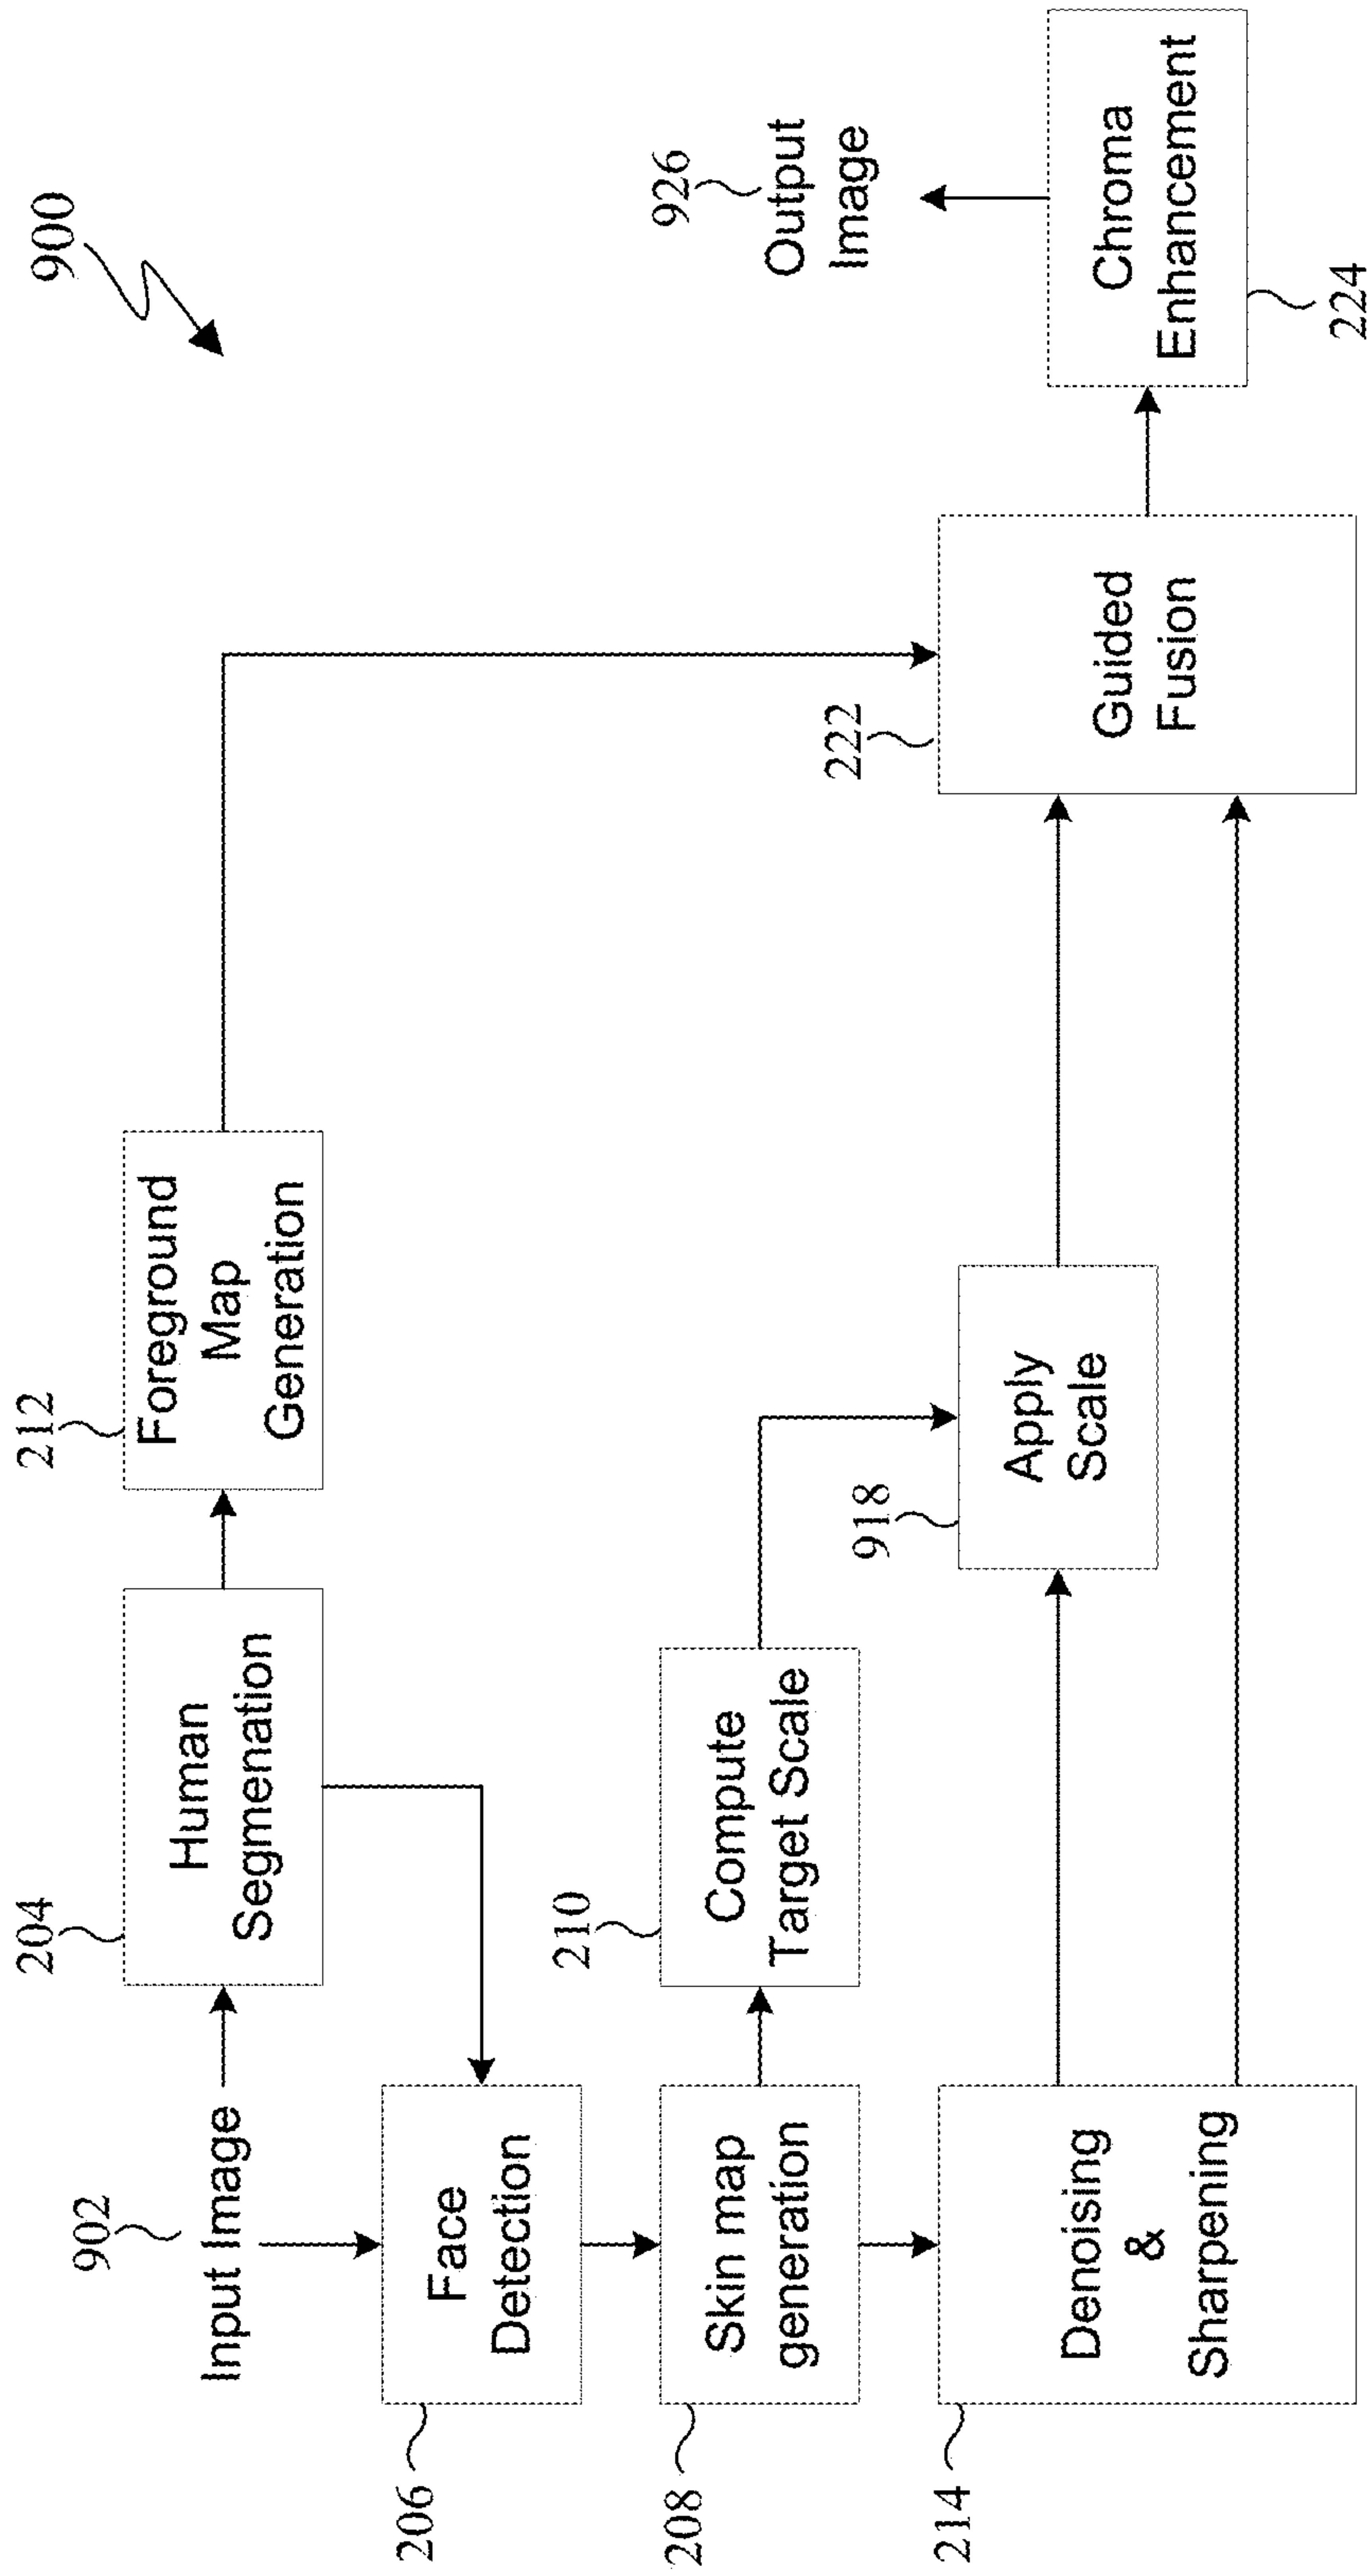 900
902
Input Image
204
Human
Segmenation
212
Foreground
Map
Generation
206
Face
Detection
208
Skin map
generation
210
Compute
Target Scale
214
Denoising
&
Sharpening
918
Apply
Scale
222
Guided
Fusion
926
Output
Image
Chroma
Enhancement
224